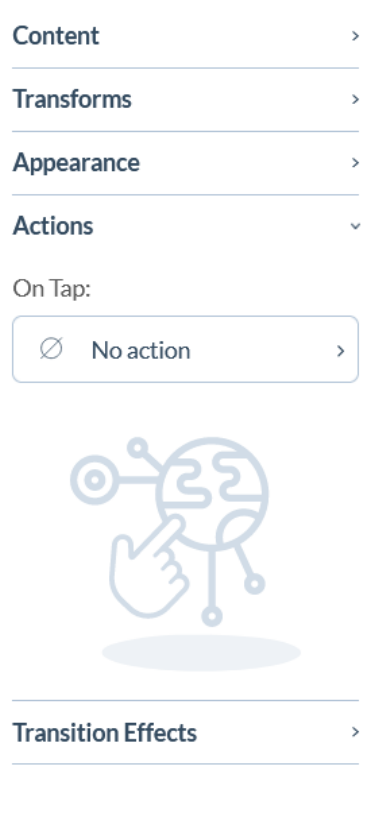 Content
Transforms
Appearance
Actions
On Tap:
No action
Transition Effects